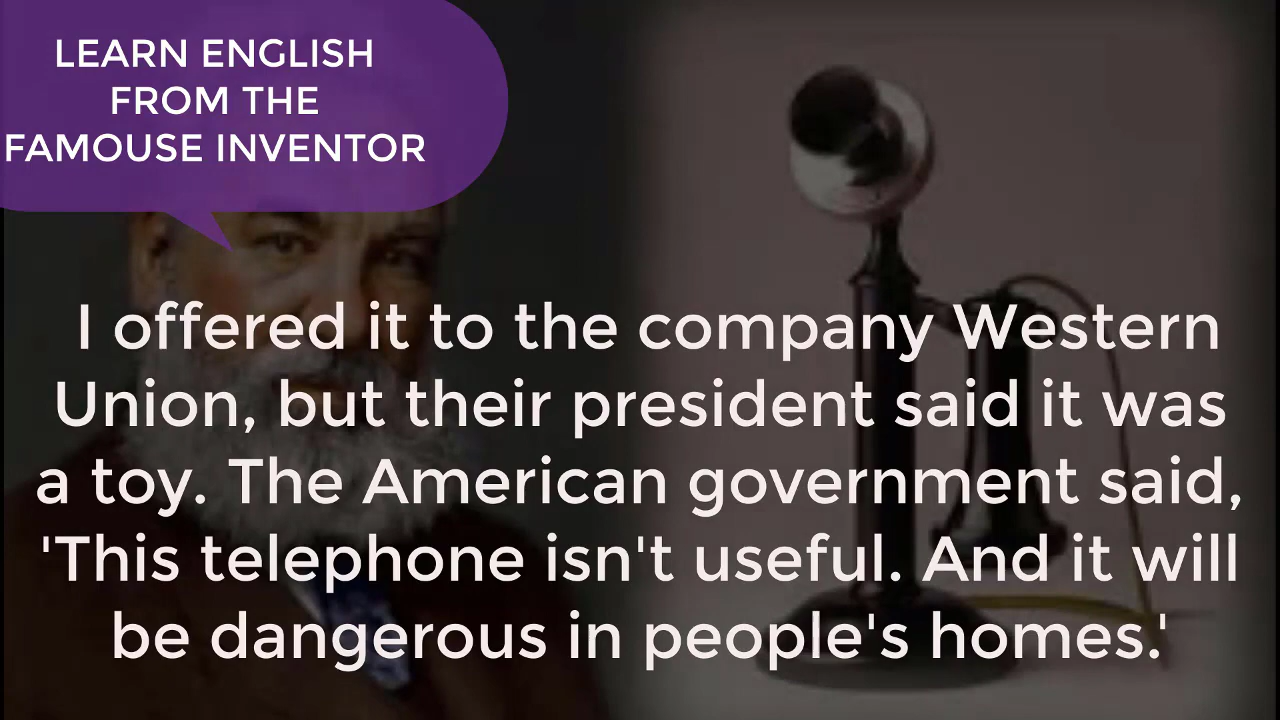 LEARN ENGLISH
FROM THE
FAMOUSE INVENTOR
I offered it to the company Western
Union, but their president said it was
a toy. The American government said,
'This telephone isn't useful. And it will
be dangerous in people's homes.'